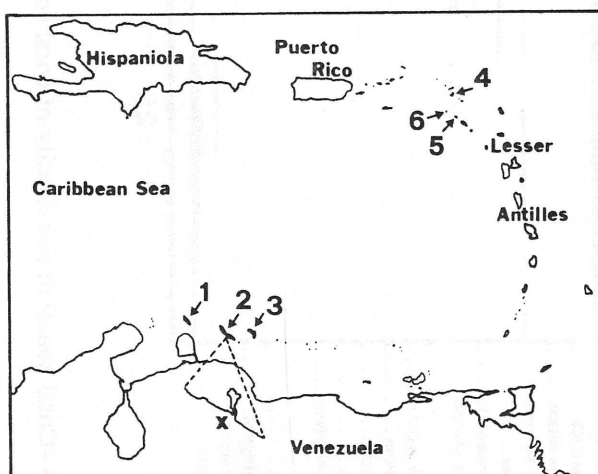 Hispaniola
Puerto
Rico
4
6
5
Lesser
Caribbean Sea
Antilles
1
2
3
X
Venezuela